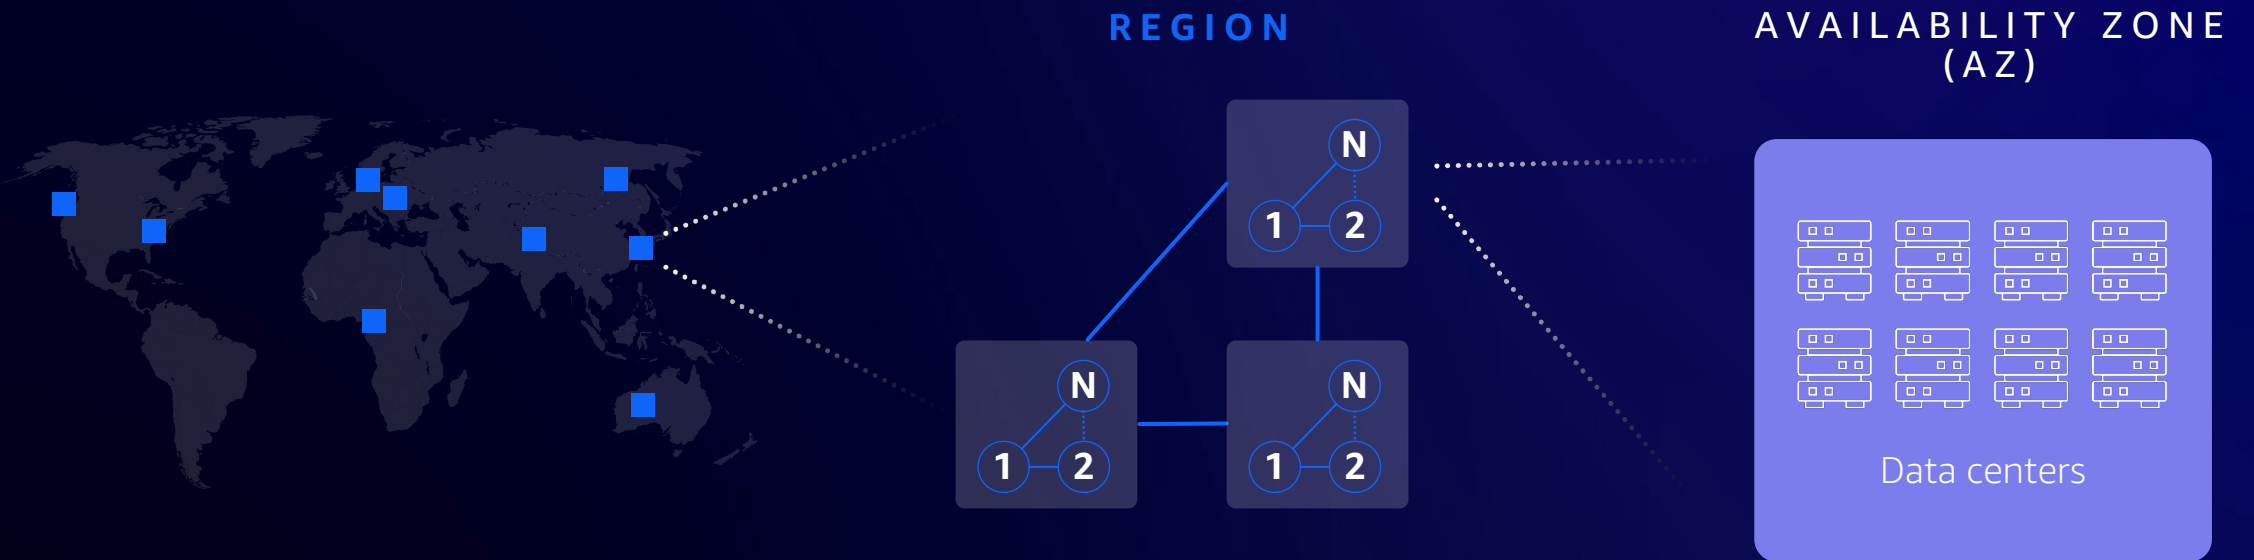 REGION
AVAILABILITY ZONE
(AZ)
N
1 2
N
1 2
N
1 2
Data centers